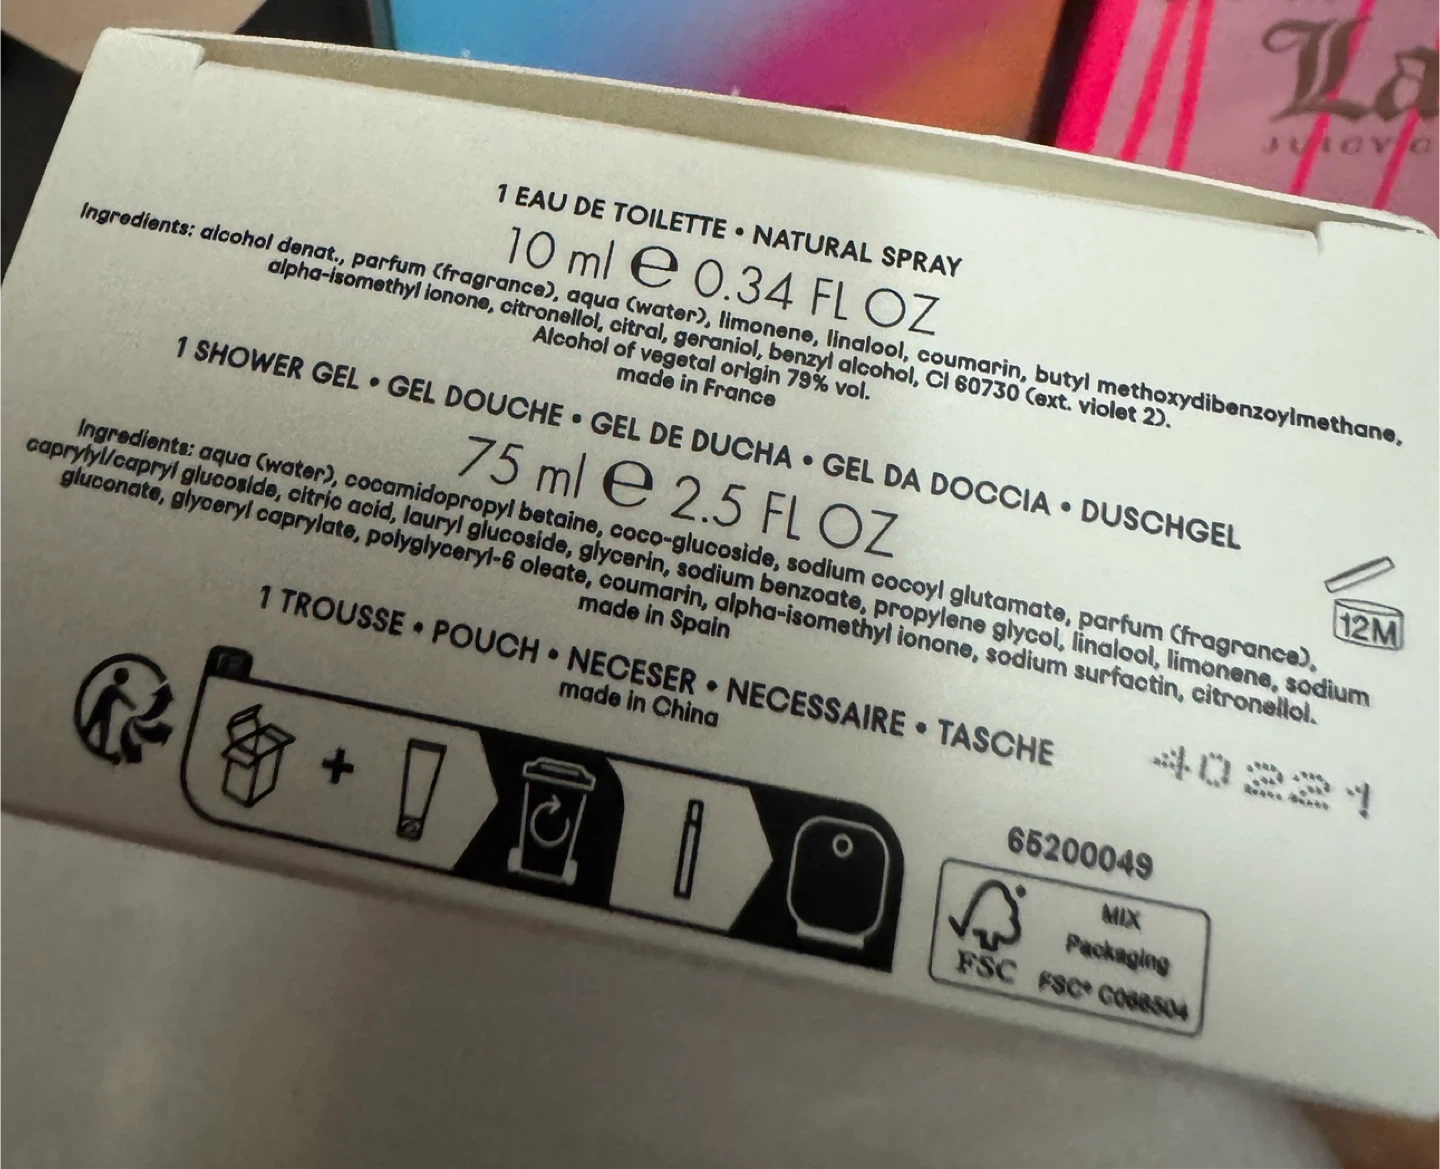 La
JUICY C
1 EAU DE TOILETTE • NATURAL SPRAY
10 ml ℮ 0.34 FL OZ
Ingredients: alcohol denat., parfum (fragrance), aqua (water), limonene, linalool, coumarin, butyl methoxydibenzoylmethane,
alpha-isomethyl ionone, citronellol, citral, geraniol, benzyl alcohol, CI 60730 (ext. violet 2).
Alcohol of vegetal origin 79% vol.
made in France
1 SHOWER GEL • GEL DOUCHE • GEL DE DUCHA • GEL DA DOCCIA • DUSCHGEL
75 ml ℮ 2.5 FL OZ
Ingredients: aqua (water), cocamidopropyl betaine, coco-glucoside, sodium cocoyl glutamate, parfum (fragrance),
caprylyl/capryl glucoside, citric acid, lauryl glucoside, glycerin, sodium benzoate, propylene glycol, linalool, limonene, sodium
gluconate, glyceryl caprylate, polyglyceryl-6 oleate, coumarin, alpha-isomethyl ionone, sodium surfactin, citronellol.
made in Spain
12M
1 TROUSSE • POUCH • NECESER • NECESSAIRE • TASCHE
made in China
FR
+
65200049
FSC
MIX
Packaging
FSC®